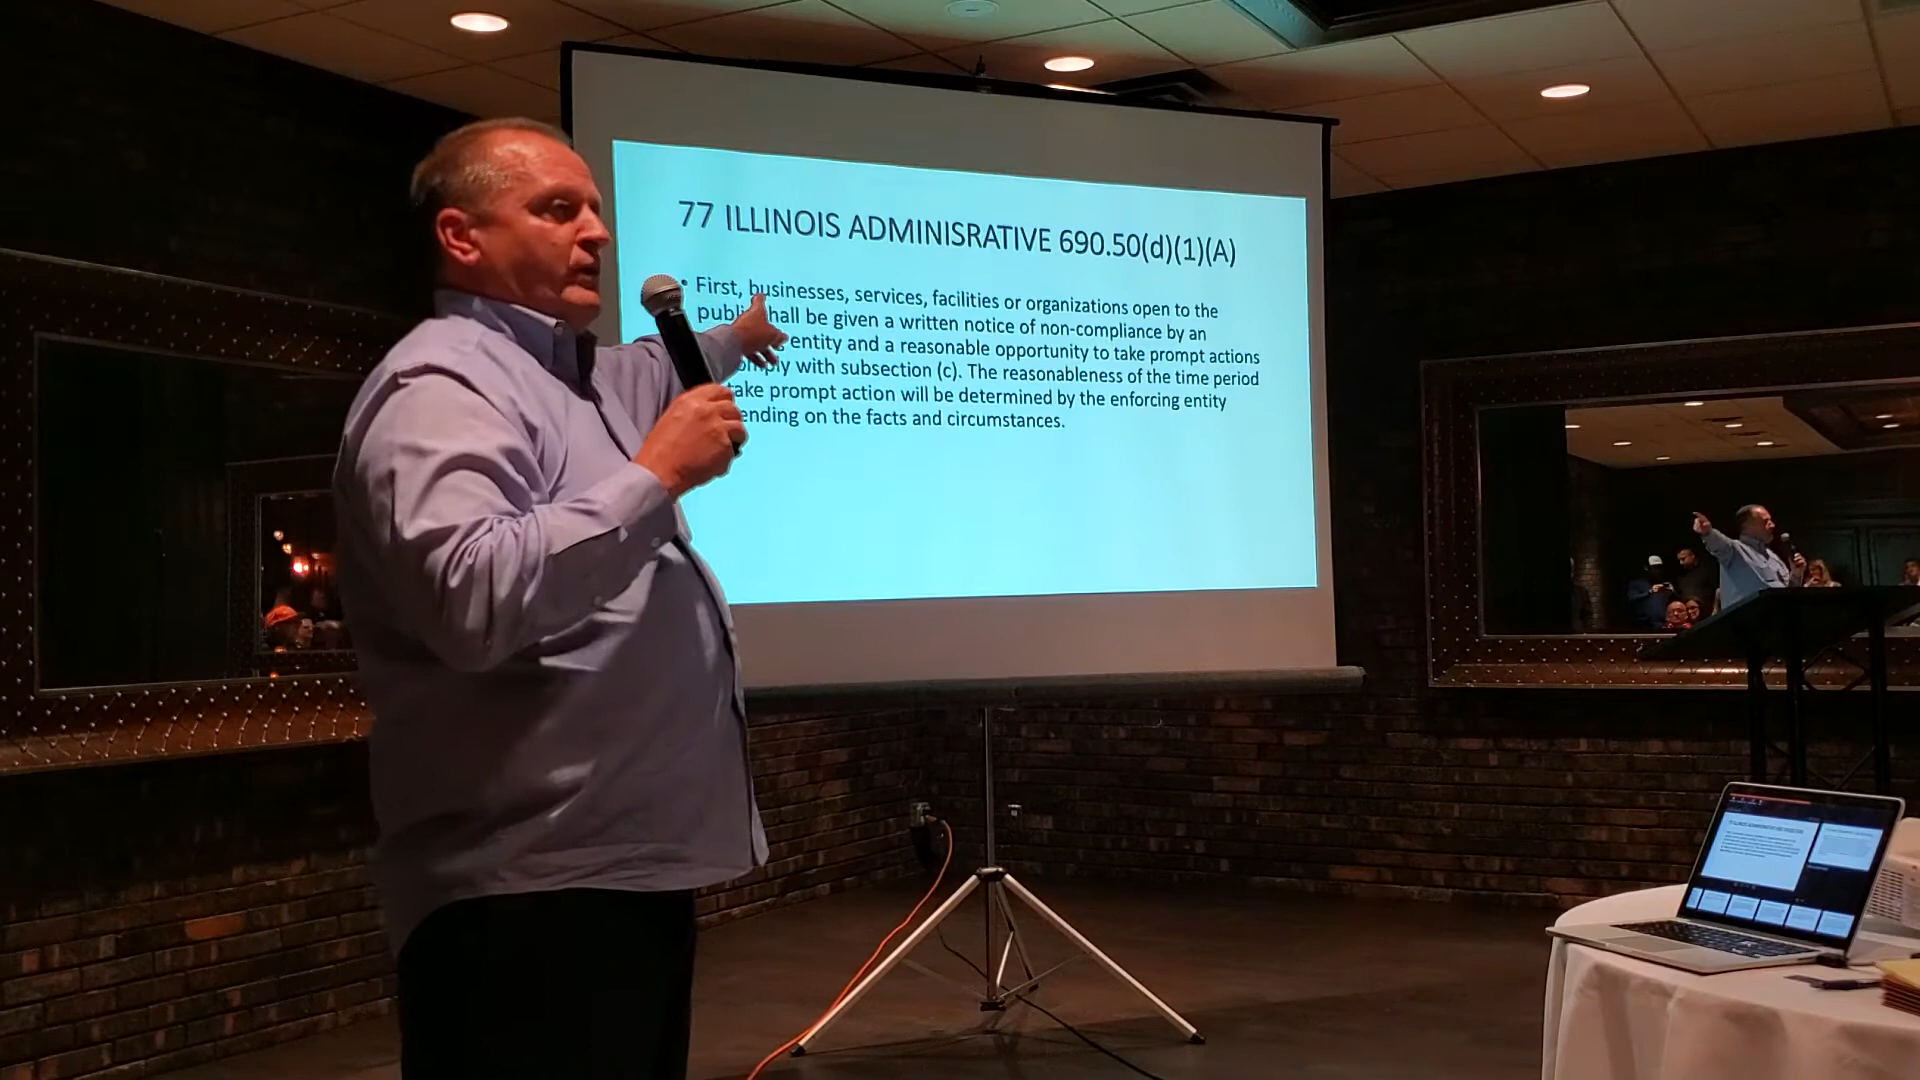 77 ILLINOIS ADMINISRATIVE 690.50(d)(1)(A)
• First, businesses, services, facilities or organizations open to the
hall be given a written notice of non-compliance by an
entity and a reasonable opportunity to take prompt actions
with subsection (c). The reasonableness of the time period
take prompt action will be determined by the enforcing entity
ending on the facts and circumstances.